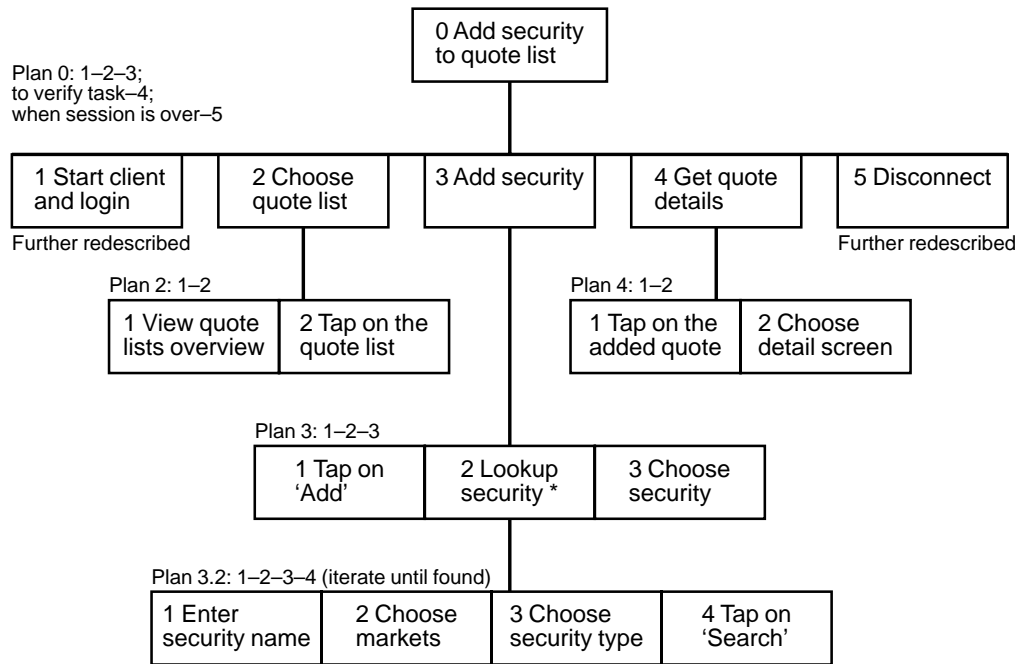 0 Add security
to quote list
Plan 0: 1–2–3;
to verify task–4;
when session is over–5
1 Start client
and login
2 Choose
quote list
3 Add security
4 Get quote
details
5 Disconnect
Further redescribed
Further redescribed
Plan 2: 1–2
1 View quote
lists overview
2 Tap on the
quote list
Plan 4: 1–2
1 Tap on the
added quote
2 Choose
detail screen
Plan 3: 1–2–3
1 Tap on
‘Add’
2 Lookup
security *
3 Choose
security
Plan 3.2: 1–2–3–4 (iterate until found)
1 Enter
security name
2 Choose
markets
3 Choose
security type
4 Tap on
‘Search’